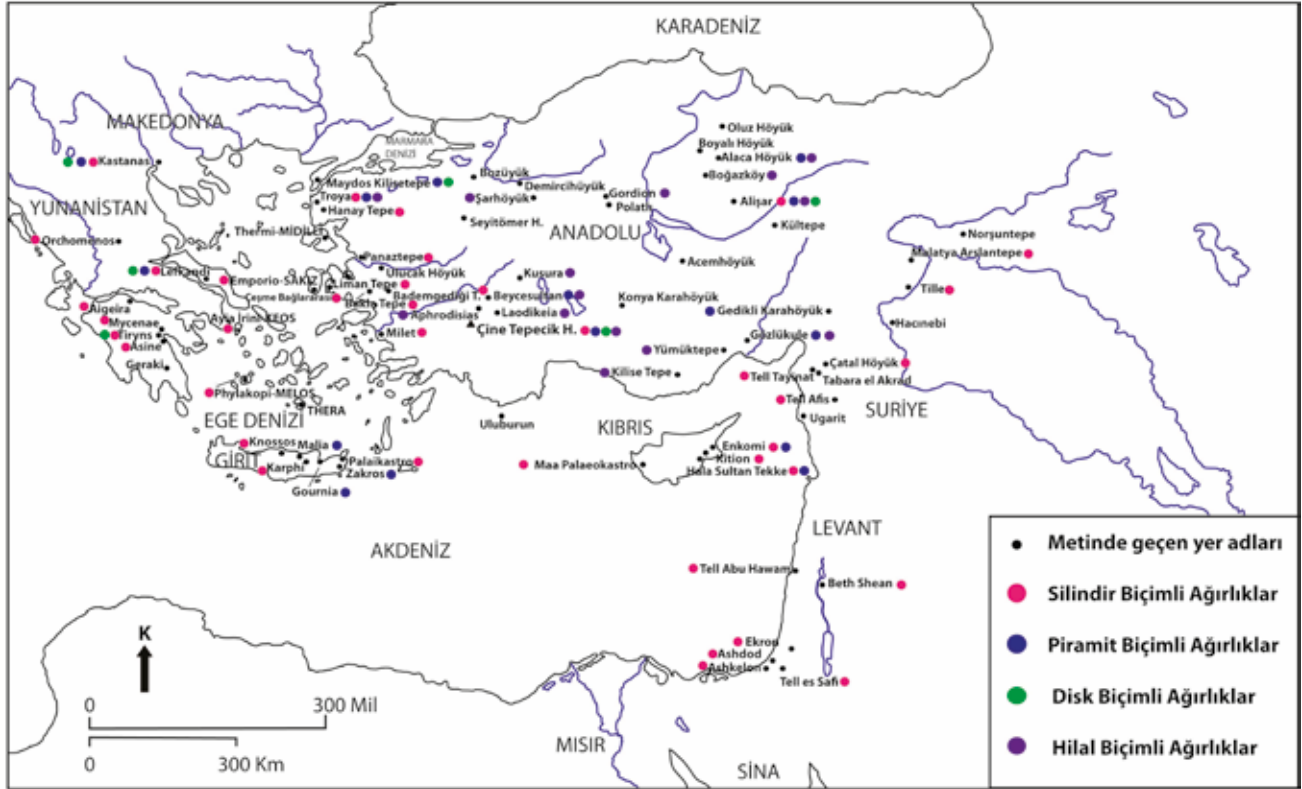 KARADENİZ
MAKEDONYA
MARMARA
DENİZİ
Oluz Höyük
Boyalı Höyük
Alaca Höyük
Boğazköy
Kastanas
Bozüyük
Maydos Kilisetepe
Demircihüyük
Gordion
Troya
Şarhöyük
Polatlı
Alişar
Hanay Tepe
YUNANİSTAN
Seyitömer H.
ANADOLU
Kültepe
Norşuntepe
Orchomenos
Thermi-MİDİLLİ
Malatya Arslantepe
Panaztepe
Acemhöyük
Lefkandi
Ulucak Höyük
Kusura
Emporio-SAKIZ
Liman Tepe
Tille
Çeşme Bağlararası
Bademgediği T.
Beycesultan
Konya Karahöyük
Gedikli Karahöyük
Aigeira
Aphrodisias
Laodikeia
Hacınebi
Mycenae
Ayia Irini-KEOS
Çine Tepecik H.
Tiryns
Milet
Gözlükule
Asine
Yümüktepe
Geraki
Çatal Höyük
Kilise Tepe
Tell Tayinat
Tabara el Akrad
Phylakopi-MELOS
Tell Afis
THERA
SURİYE
EGE DENİZİ
Uluburun
KIBRIS
Ugarit
Knossos
Malia
Enkomi
GİRİT
Palaikastro
Kition
Karphi
Maa Palaeokastro
Hala Sultan Tekke
Zakros
Gournia
LEVANT
AKDENİZ
Tell Abu Hawam
Beth Shean
Ekron
Ashdod
Ashkelon
Tell es Safi
MISIR
SİNA
K
0 300 Mil
0 300 Km
Metinde geçen yer adları
Silindir Biçimli Ağırlıklar
Piramit Biçimli Ağırlıklar
Disk Biçimli Ağırlıklar
Hilal Biçimli Ağırlıklar